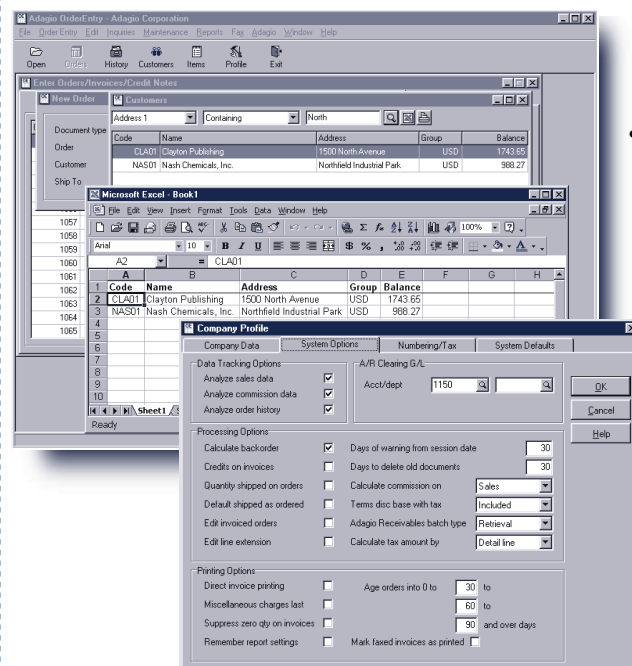 Adagio OrderEntry - Adagio Corporation
File Order Entry Edit Inquiries Maintenance Reports Fax Adagio Window Help
Open Orders History Customers Items Profile Exit
Enter Orders/Invoices/Credit Notes
New Order
Customers
Address 1 Containing North
Document type
Order
Customer
Ship To
Code Name Address Group Balance
CLA01 Clayton Publishing 1500 North Avenue USD 1743.65
NAS01 Nash Chemicals, Inc. Northfield Industrial Park USD 988.27
1057
1058
1059
1060
1061
1062
1063
1064
1065
Microsoft Excel - Book1
File Edit View Insert Format Tools Data Window Help
100%
Arial 10 B I U $ % ,
A2 = CLA01
A B C D E F G H
1 Code Name Address Group Balance
2 CLA01 Clayton Publishing 1500 North Avenue USD 1743.65
3 NAS01 Nash Chemicals, Inc. Northfield Industrial Park USD 988.27
4
5
6
7
8
9
10
Sheet1
Ready
Company Profile
Company Data System Options Numbering/Tax System Defaults
Data Tracking Options
Analyze sales data
Analyze commission data
Analyze order history
A/R Clearing G/L
Acct/dept 1150
OK
Cancel
Help
Processing Options
Calculate backorder Days of warning from session date 30
Credits on invoices Days to delete old documents 30
Quantity shipped on orders Calculate commission on Sales
Default shipped as ordered Terms disc base with tax Included
Edit invoiced orders Adagio Receivables batch type Retrieval
Edit line extension Calculate tax amount by Detail line
Printing Options
Direct invoice printing Age orders into 0 to 30 to
Miscellaneous charges last 60 to
Suppress zero qty on invoices 90 and over days
Remember report settings Mark faxed invoices as printed